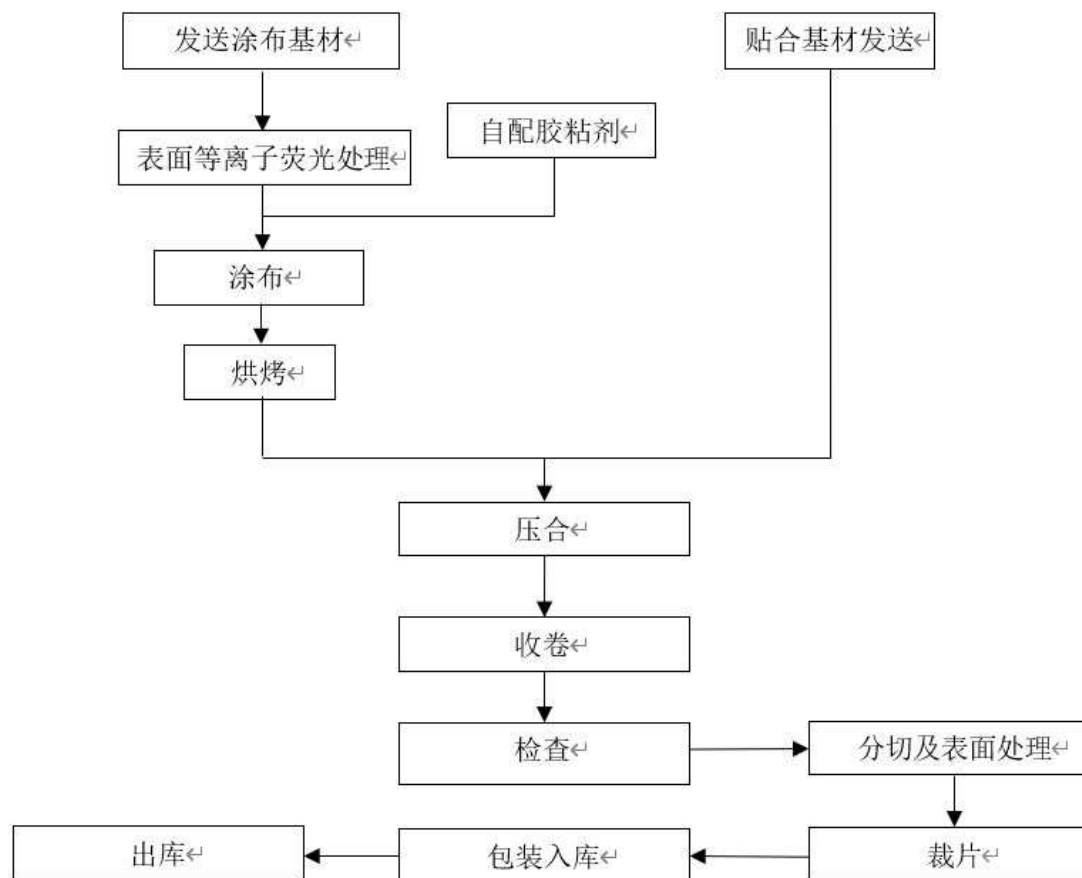 发送涂布基材↵
贴合基材发送↵
自配胶粘剂↵
表面等离子荧光处理↵
涂布↵
烘烤↵
压合↵
收卷↵
检查↵
分切及表面处理↵
出库↵
包装入库↵
裁片↵